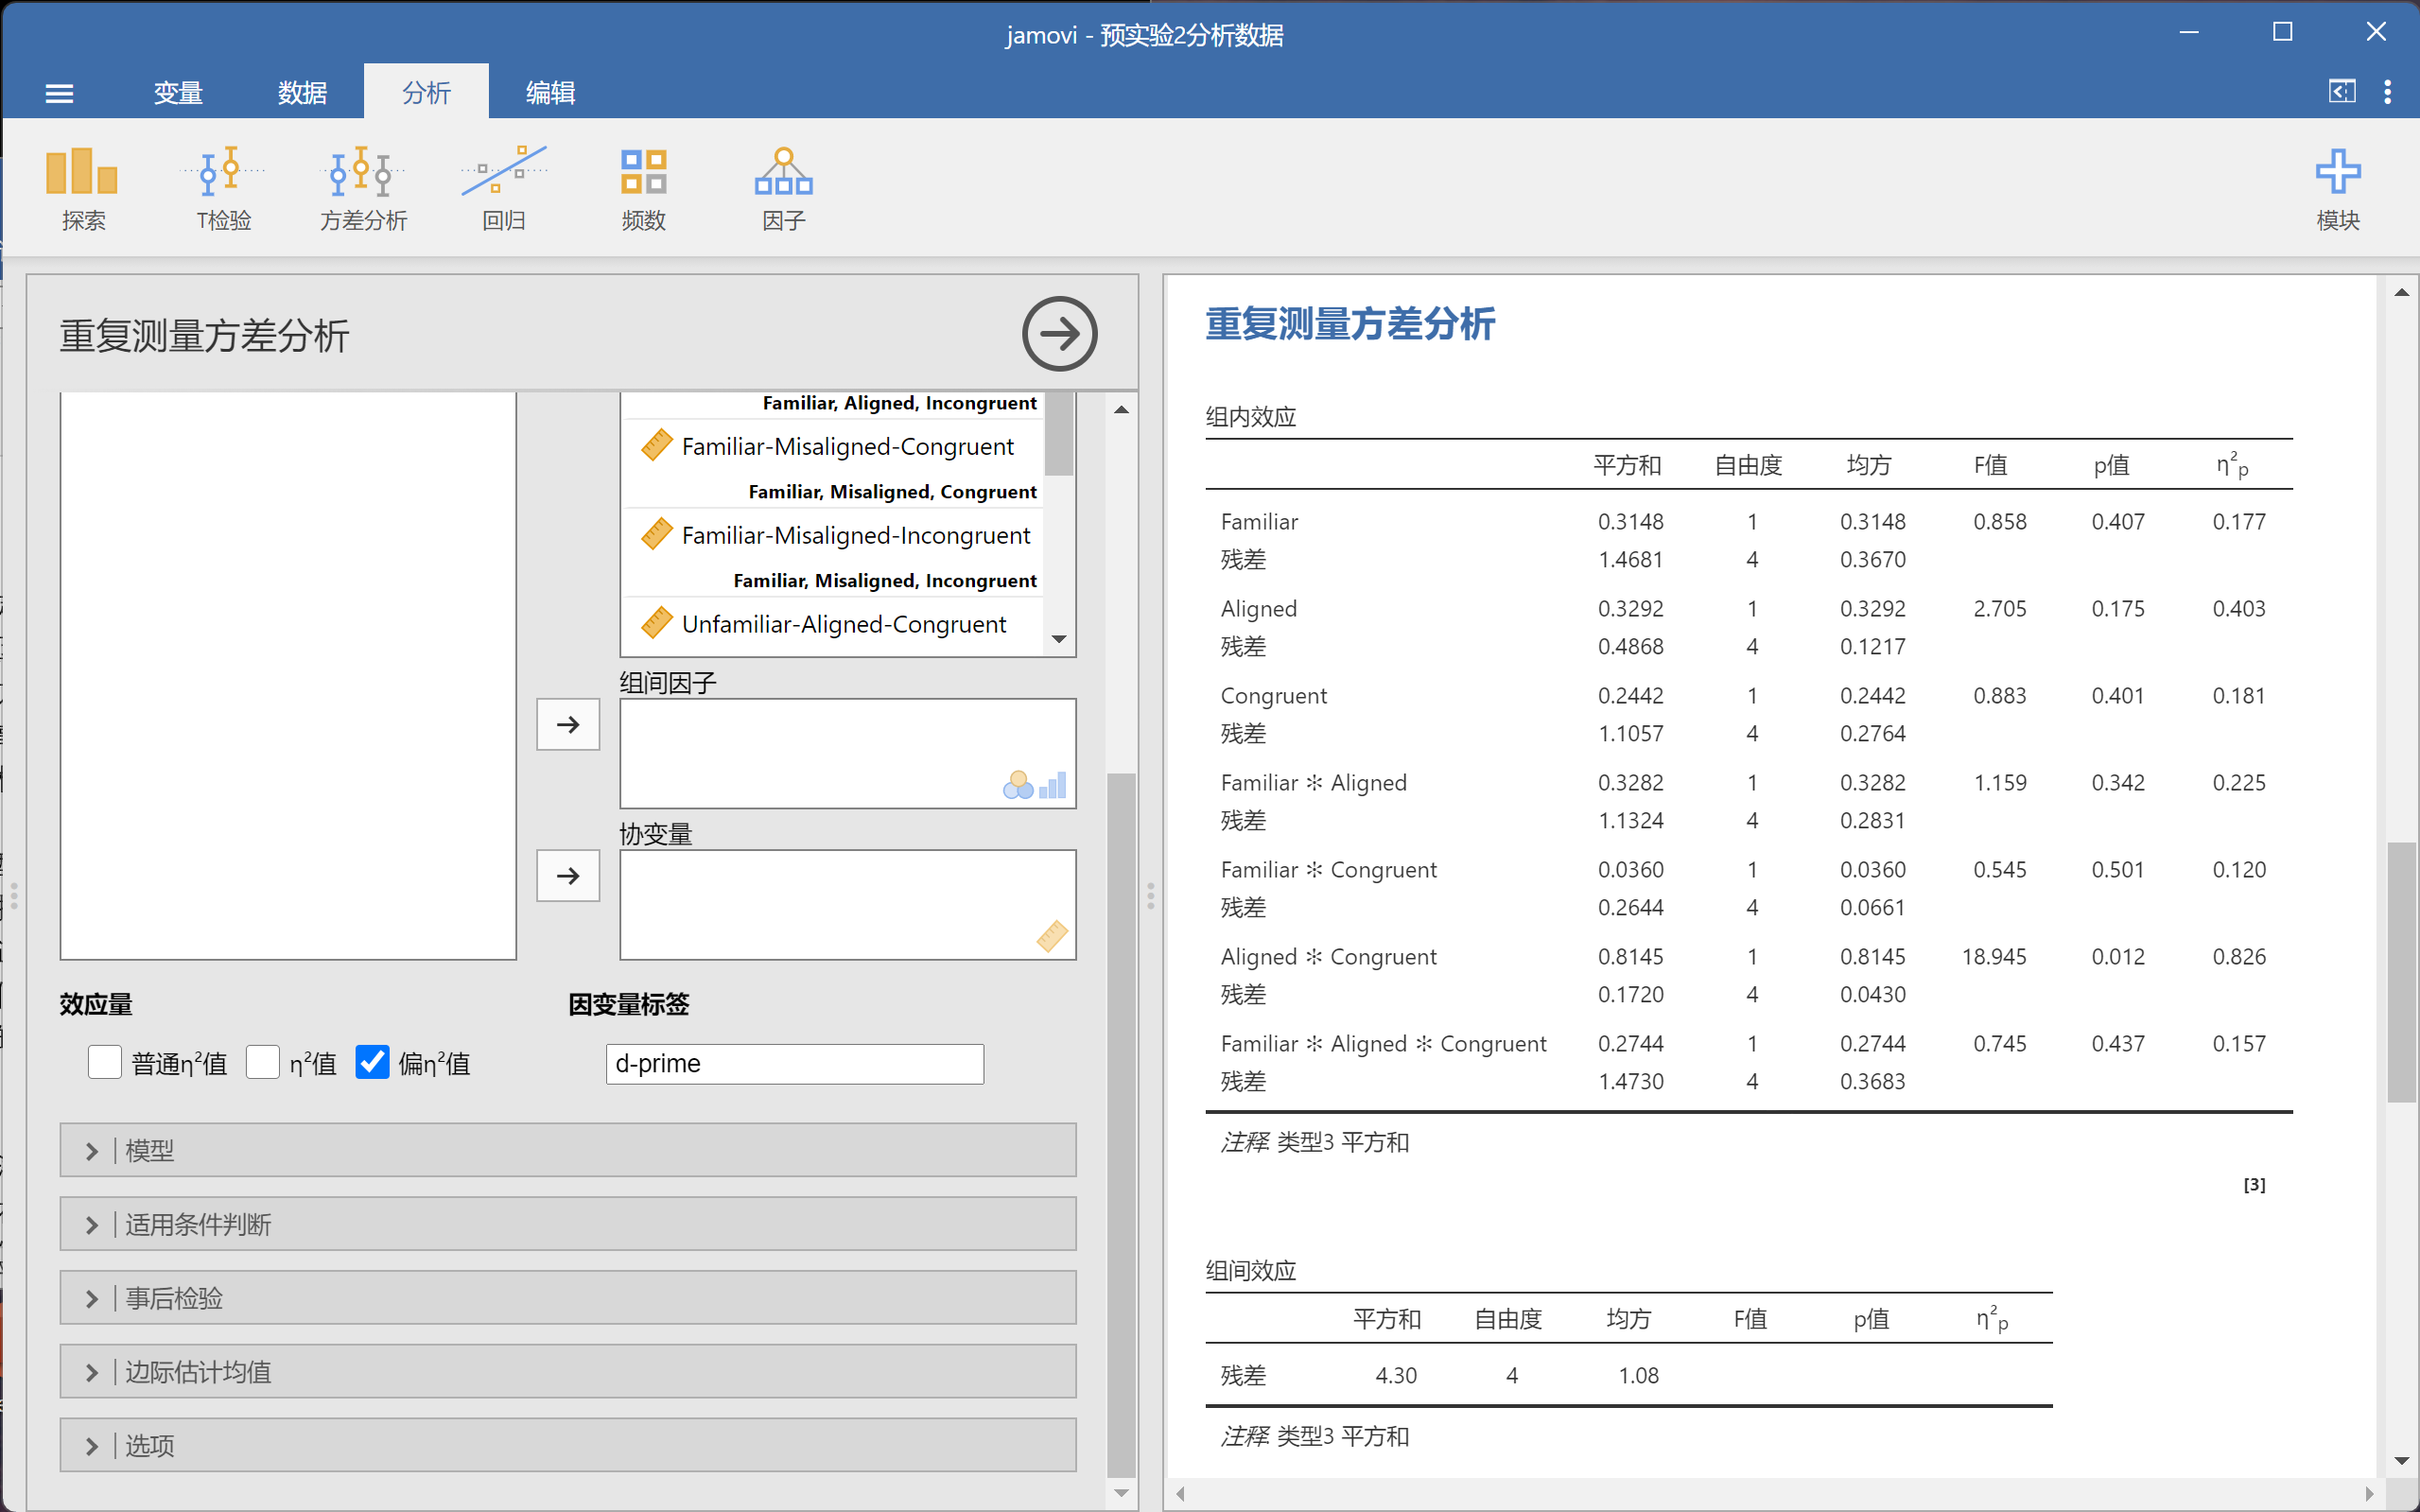 jamovi - 预实验2分析数据
变量 数据 分析 编辑
探索 T检验 方差分析 回归 频数 因子 模块
重复测量方差分析
Familiar, Aligned, Incongruent
Familiar-Misaligned-Congruent
Familiar, Misaligned, Congruent
Familiar-Misaligned-Incongruent
Familiar, Misaligned, Incongruent
Unfamiliar-Aligned-Congruent
组间因子
协变量
效应量 因变量标签
普通η²值 η²值 偏η²值 d-prime
模型
适用条件判断
事后检验
边际估计均值
选项
重复测量方差分析
组内效应
平方和 自由度 均方 F值 p值 η²p
Familiar 0.3148 1 0.3148 0.858 0.407 0.177
残差 1.4681 4 0.3670
Aligned 0.3292 1 0.3292 2.705 0.175 0.403
残差 0.4868 4 0.1217
Congruent 0.2442 1 0.2442 0.883 0.401 0.181
残差 1.1057 4 0.2764
Familiar ✻ Aligned 0.3282 1 0.3282 1.159 0.342 0.225
残差 1.1324 4 0.2831
Familiar ✻ Congruent 0.0360 1 0.0360 0.545 0.501 0.120
残差 0.2644 4 0.0661
Aligned ✻ Congruent 0.8145 1 0.8145 18.945 0.012 0.826
残差 0.1720 4 0.0430
Familiar ✻ Aligned ✻ Congruent 0.2744 1 0.2744 0.745 0.437 0.157
残差 1.4730 4 0.3683
注释 类型3 平方和
[3]
组间效应
平方和 自由度 均方 F值 p值 η²p
残差 4.30 4 1.08
注释 类型3 平方和